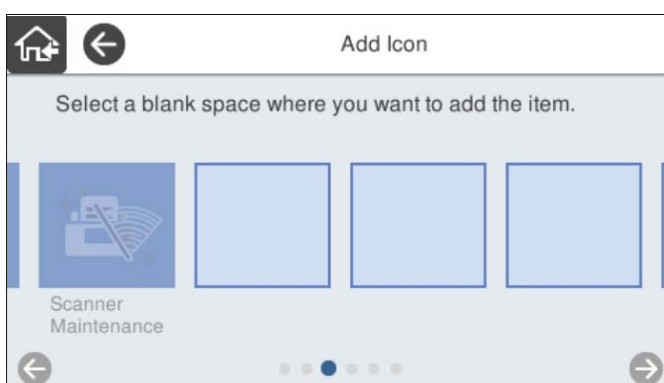 Add Icon
Select a blank space where you want to add the item.
Scanner
Maintenance